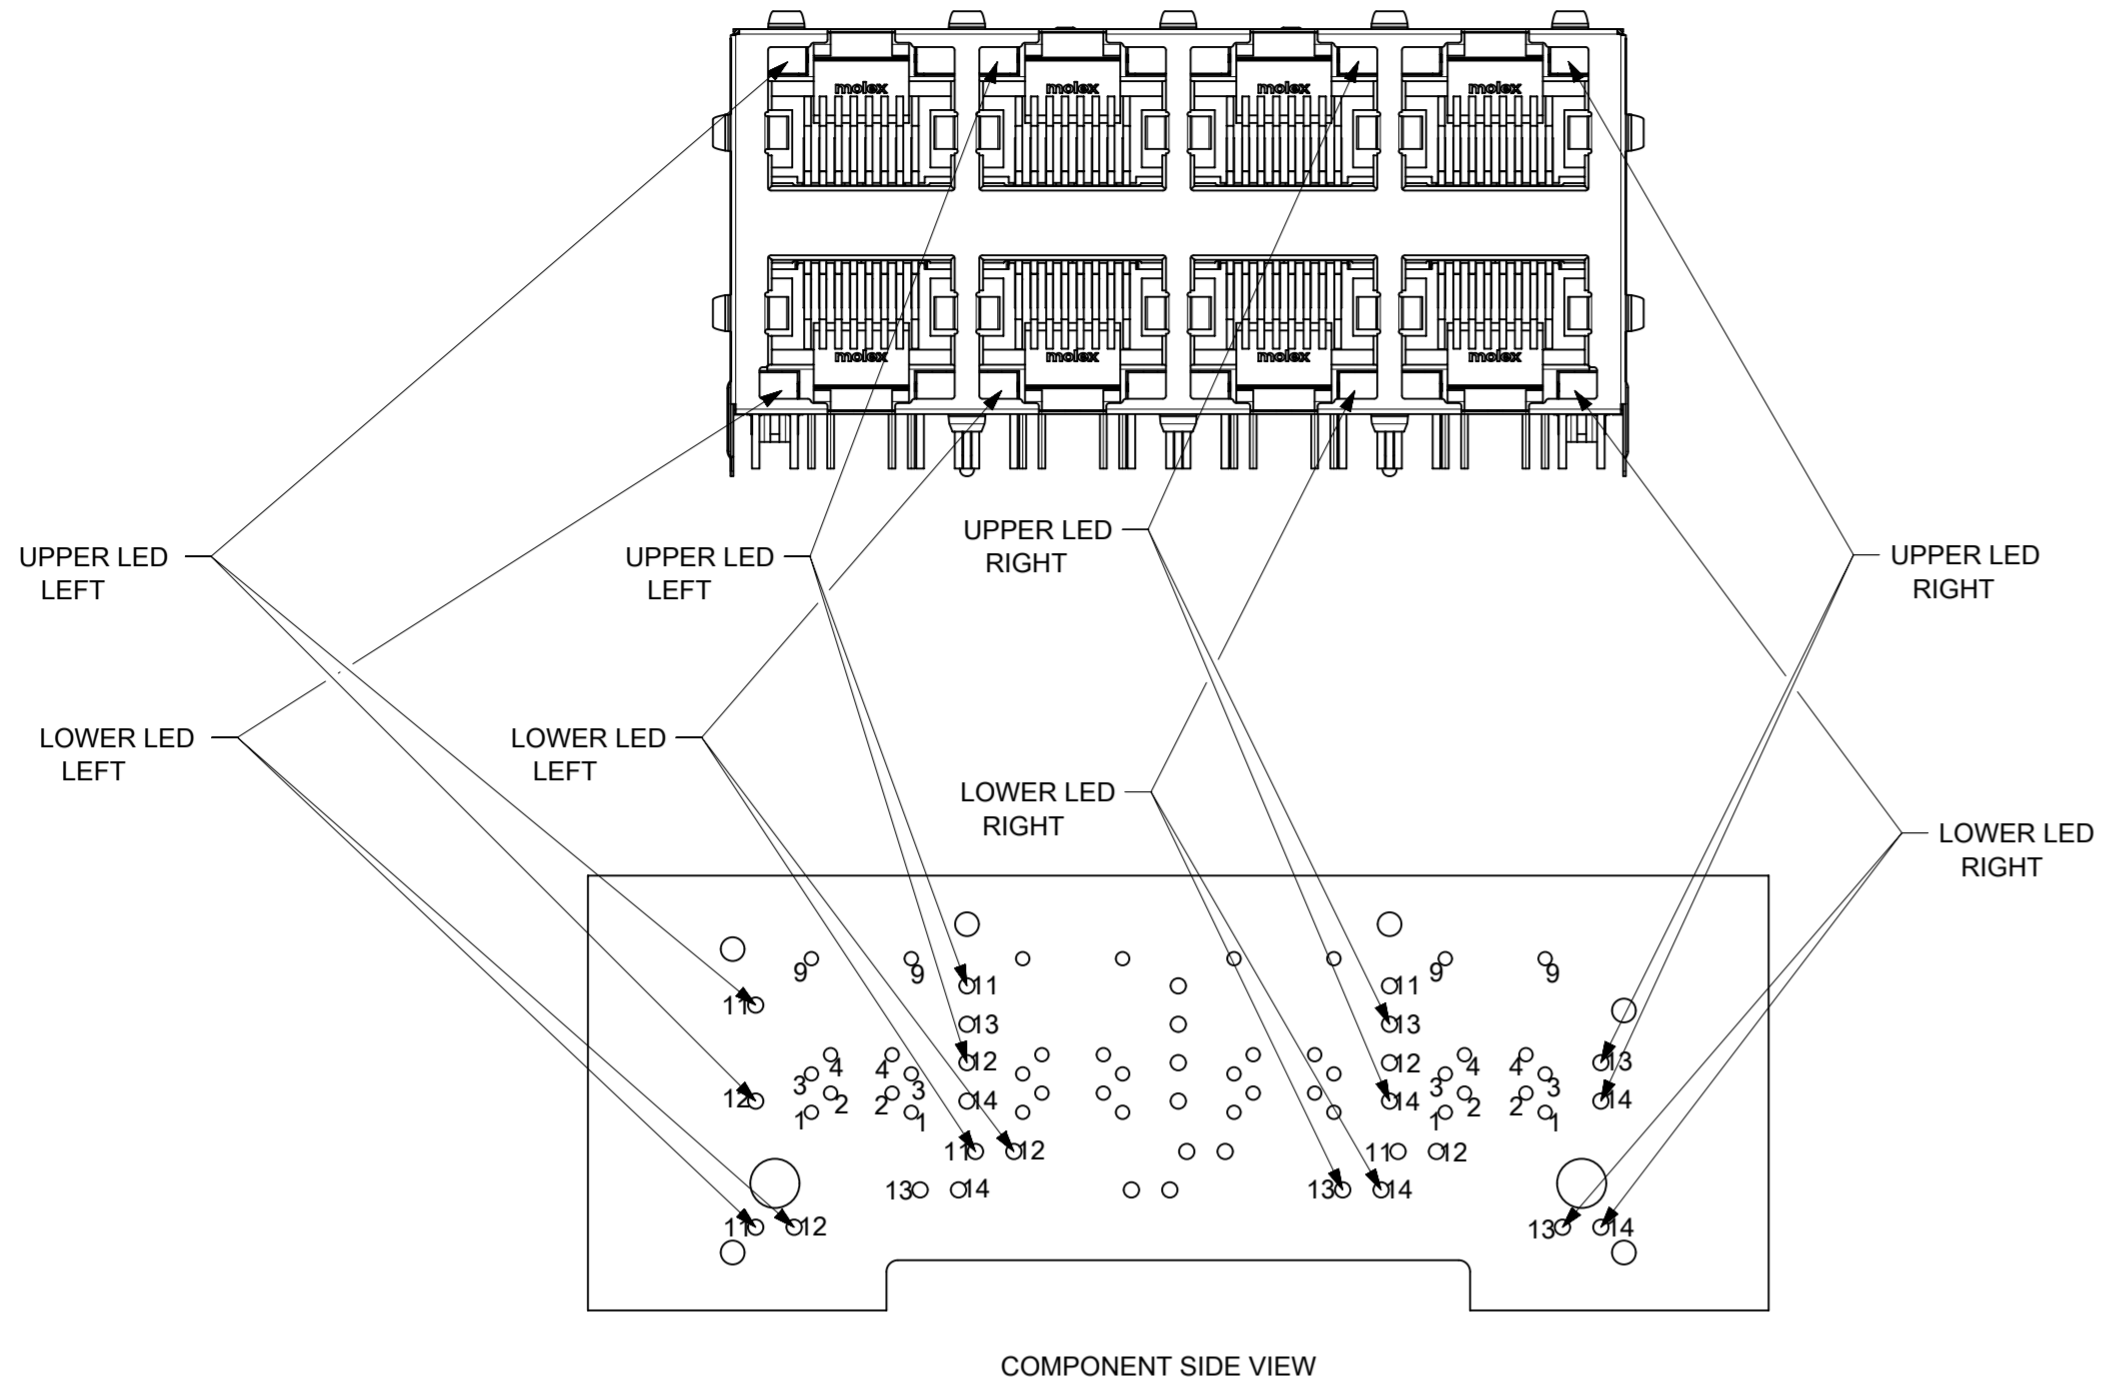 molex molex molex molex
molex molex molex molex
UPPER LED
LEFT
UPPER LED
LEFT
UPPER LED
RIGHT
UPPER LED
RIGHT
LOWER LED
LEFT
LOWER LED
LEFT
LOWER LED
RIGHT
LOWER LED
RIGHT
9 9 9 9
11 11 11
13 13
4 4 12 12 4 4 13
3 3 3 3
12 2 2 14 14 2 2 14
1 1 1 1
11 12 11 12
13 14 13 14
11 12 13 14
COMPONENT SIDE VIEW